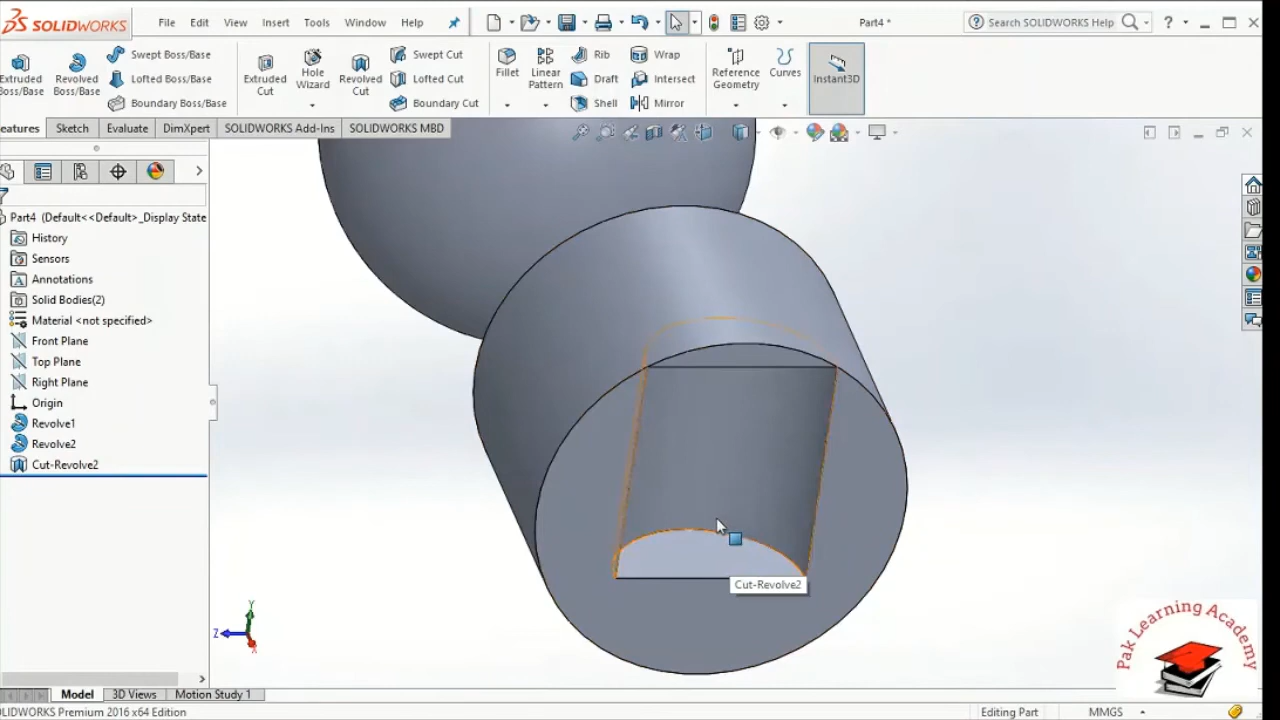 SOLIDWORKS File Edit View Insert Tools Window Help Part4 * Search SOLIDWORKS Help ?
Extruded Boss/Base
Revolved Boss/Base
Swept Boss/Base
Lofted Boss/Base
Boundary Boss/Base
Extruded Cut
Hole Wizard
Revolved Cut
Swept Cut
Lofted Cut
Boundary Cut
Fillet
Linear Pattern
Rib
Draft
Shell
Wrap
Intersect
Mirror
Reference Geometry
Curves
Instant3D
eatures Sketch Evaluate DimXpert SOLIDWORKS Add-Ins SOLIDWORKS MBD
Part4 (Default<<Default>_Display State
History
Sensors
Annotations
Solid Bodies(2)
Material <not specified>
Front Plane
Top Plane
Right Plane
Origin
Revolve1
Revolve2
Cut-Revolve2
Cut-Revolve2
Y
Z
X
Pak Learning Academy
Model 3D Views Motion Study 1
OLIDWORKS Premium 2016 x64 Edition Editing Part MMGS